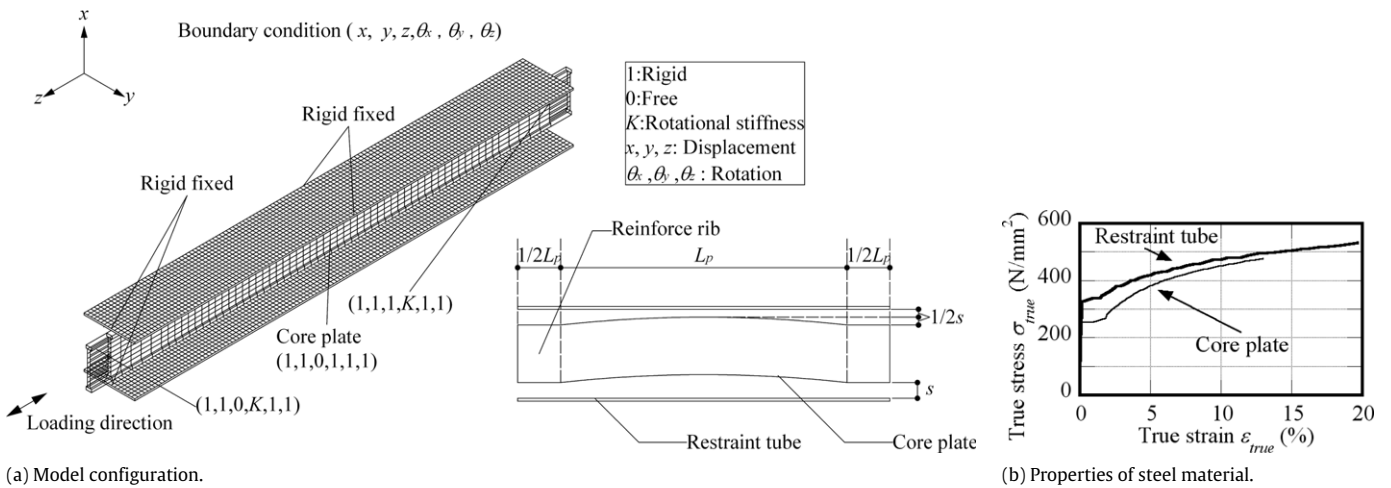 x
z
y
Boundary condition ( x, y, z,θx , θy , θz)
1:Rigid
0:Free
K:Rotational stiffness
x, y, z: Displacement
θx ,θy ,θz : Rotation
Rigid fixed
Rigid fixed
(1,1,1,K,1,1)
Core plate
(1,1,0,1,1,1)
(1,1,0,K,1,1)
Loading direction
Reinforce rib
1/2Lp
Lp
1/2Lp
1/2s
s
Restraint tube
Core plate
(a) Model configuration.
True stress σtrue (N/mm²)
600
400
200
0
Restraint tube
Core plate
0
5
10
15
20
True strain εtrue (%)
(b) Properties of steel material.